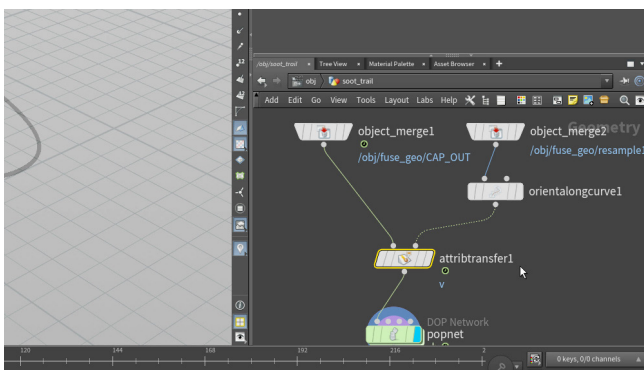 /obj/soot_trail
Tree View
Material Palette
Asset Browser
obj
soot_trail
Add Edit Go View Tools Layout Labs Help
Geometry
object_merge1
/obj/fuse_geo/CAP_OUT
object_merge2
/obj/fuse_geo/resample1
orientalongcurve1
attribtransfer1
v
DOP Network
popnet
120 144 168 192 216 2
0 keys, 0/0 channels